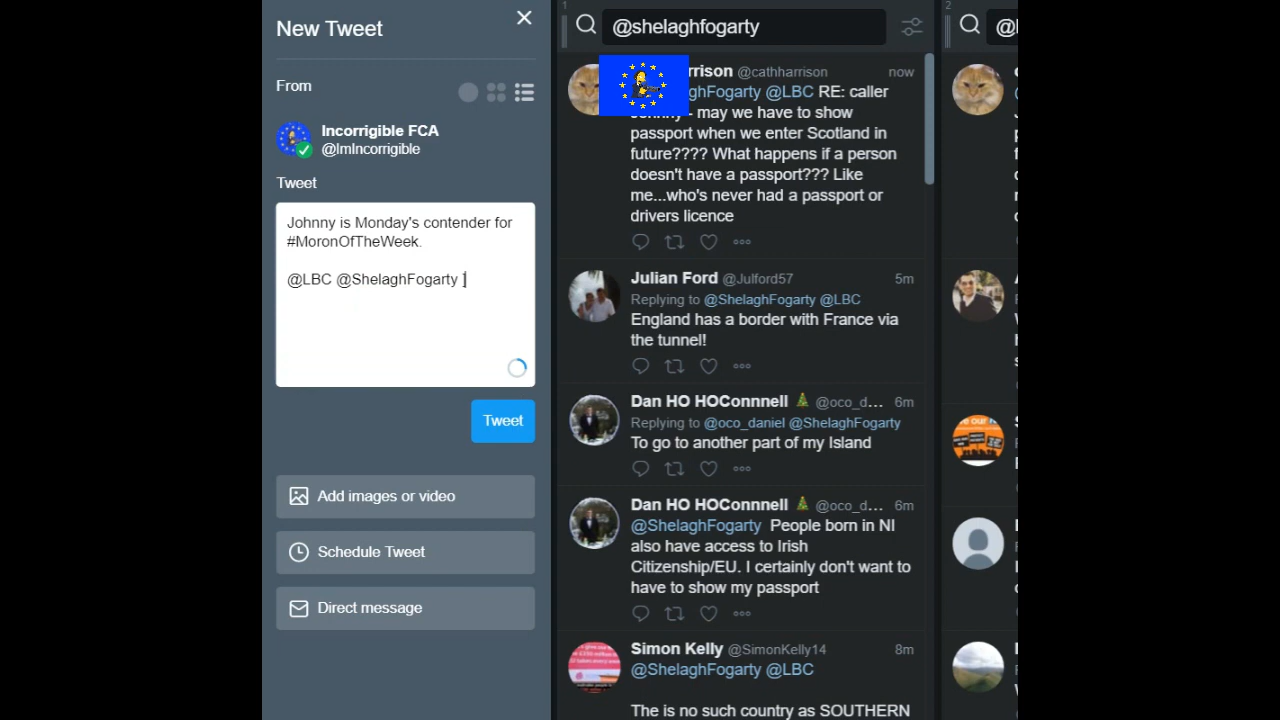 New Tweet
From
Incorrigible FCA
@ImIncorrigible
Tweet
Johnny is Monday's contender for
#MoronOfTheWeek.
@LBC @ShelaghFogarty
Tweet
Add images or video
Schedule Tweet
Direct message
1
@shelaghfogarty
rrison @cathharrison now
ghFogarty @LBC RE: caller
Johnny - may we have to show
passport when we enter Scotland in
future???? What happens if a person
doesn't have a passport??? Like
me...who's never had a passport or
drivers licence
Julian Ford @Julford57 5m
Replying to @ShelaghFogarty @LBC
England has a border with France via
the tunnel!
Dan HO HOConnnell @oco_d... 6m
Replying to @oco_daniel @ShelaghFogarty
To go to another part of my Island
Dan HO HOConnnell @oco_d... 6m
@ShelaghFogarty People born in NI
also have access to Irish
Citizenship/EU. I certainly don't want to
have to show my passport
Simon Kelly @SimonKelly14 8m
@ShelaghFogarty @LBC
The is no such country as SOUTHERN
2